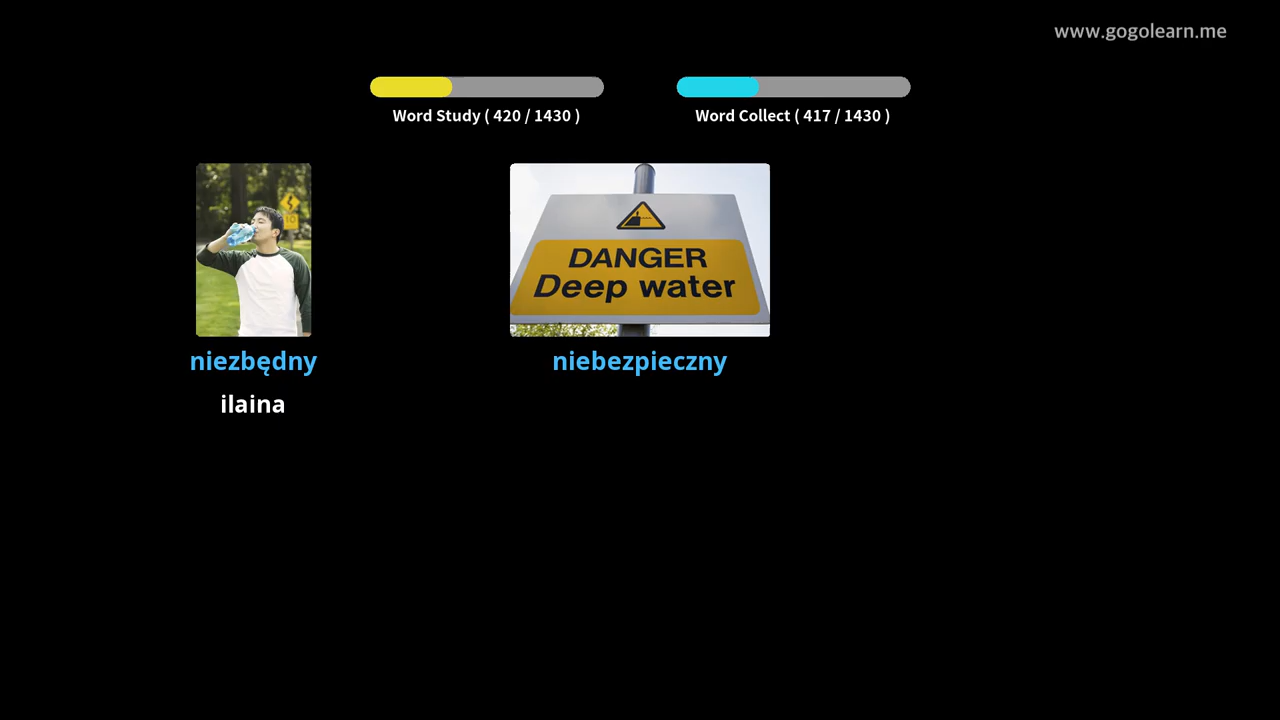 www.gogolearn.me
Word Study ( 420 / 1430 )
Word Collect ( 417 / 1430 )
DANGER
Deep water
niezbędny
niebezpieczny
ilaina